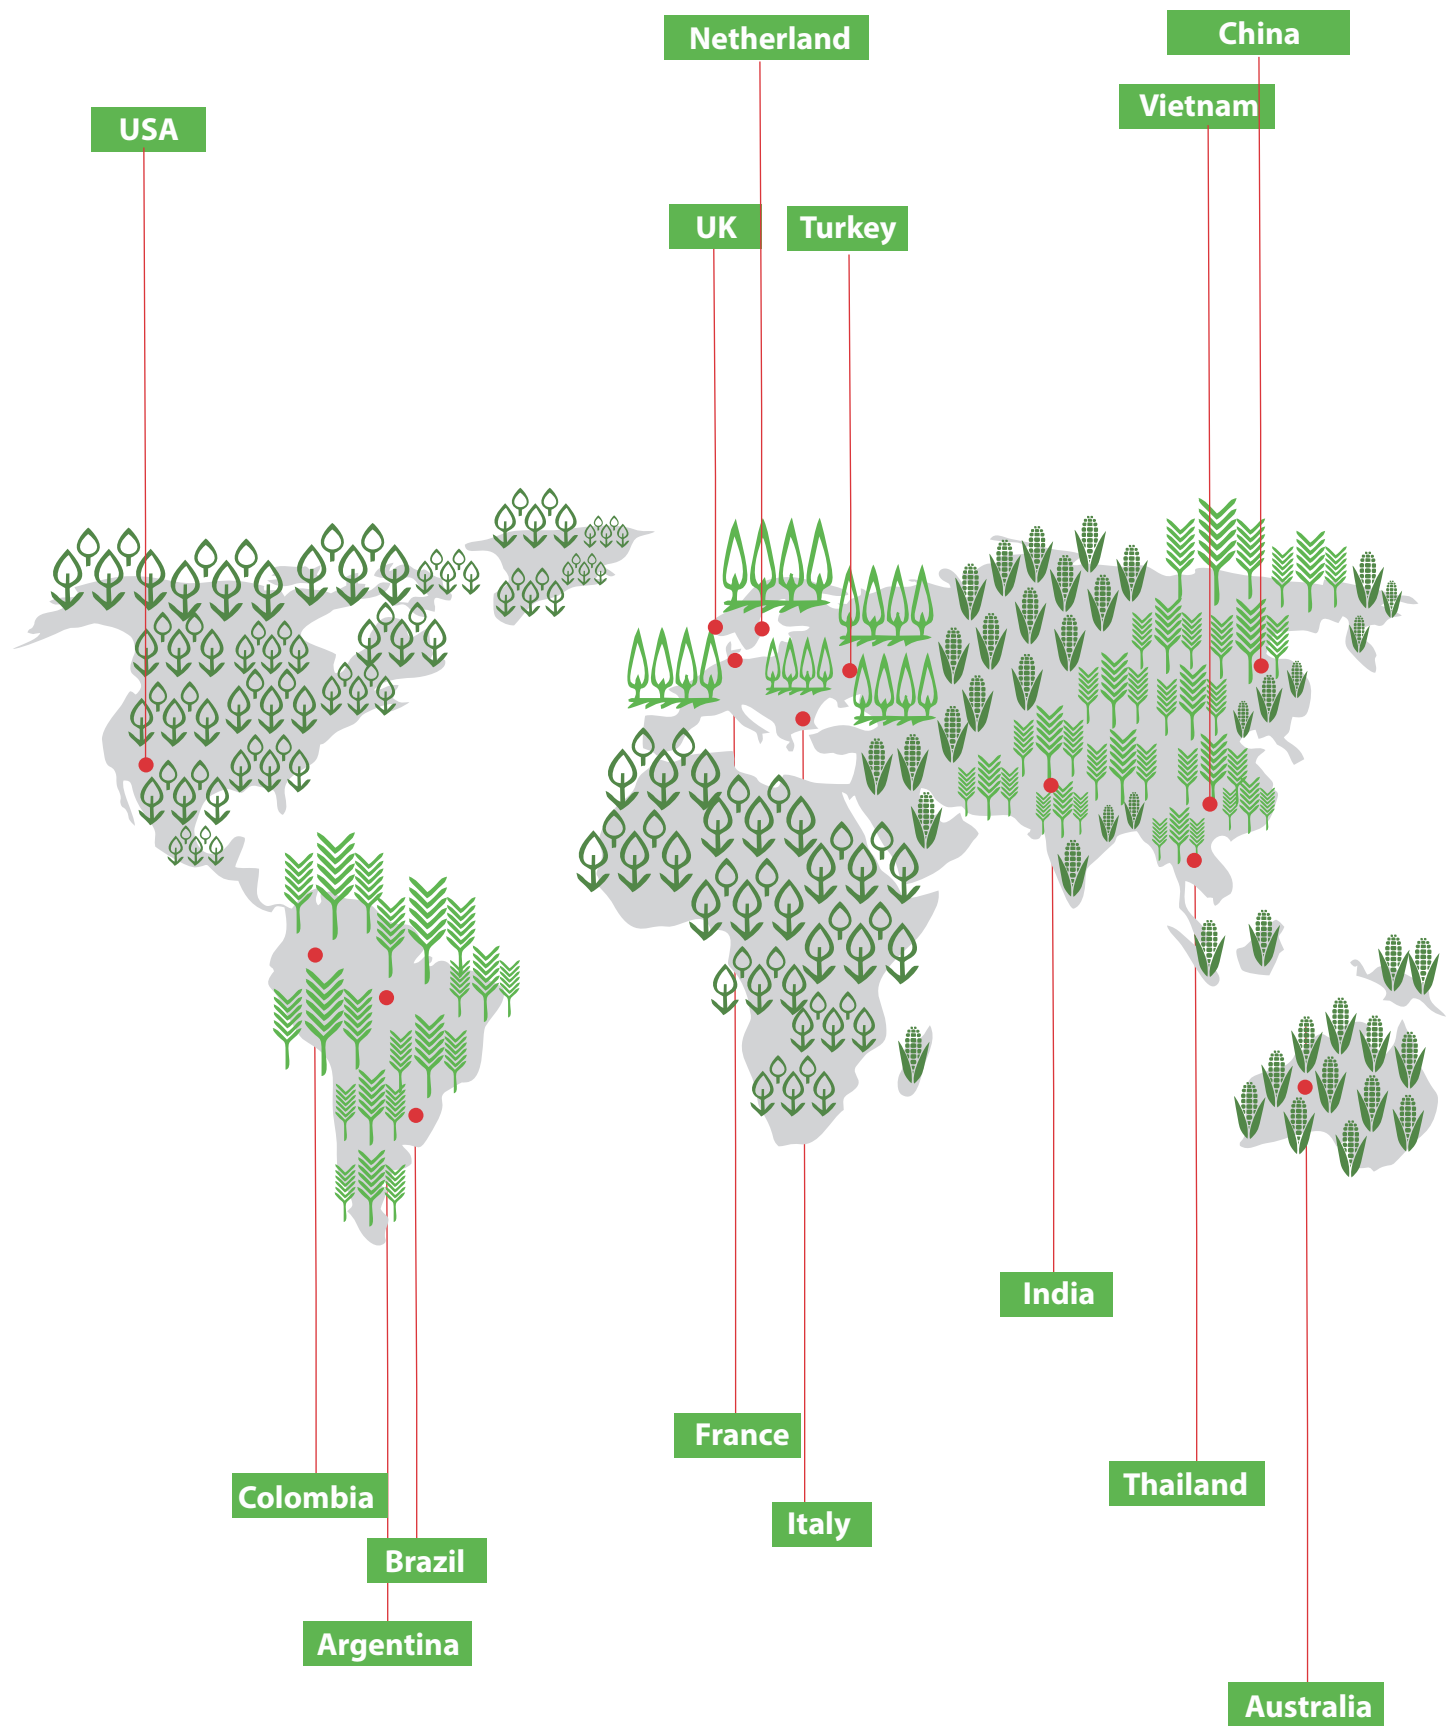 Netherland
China
Vietnam
USA
UK
Turkey
India
France
Thailand
Colombia
Italy
Brazil
Argentina
Australia